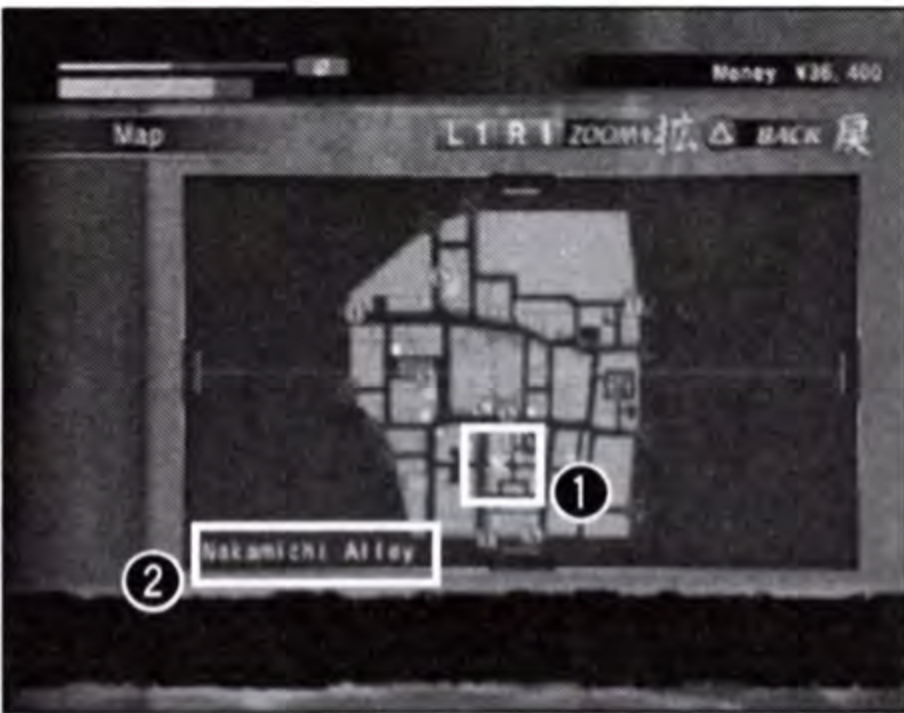 Money ¥36,400
Map
L1 R1 ZOOM 拡 △ BACK 戻
1
2 Nakamichi Alley